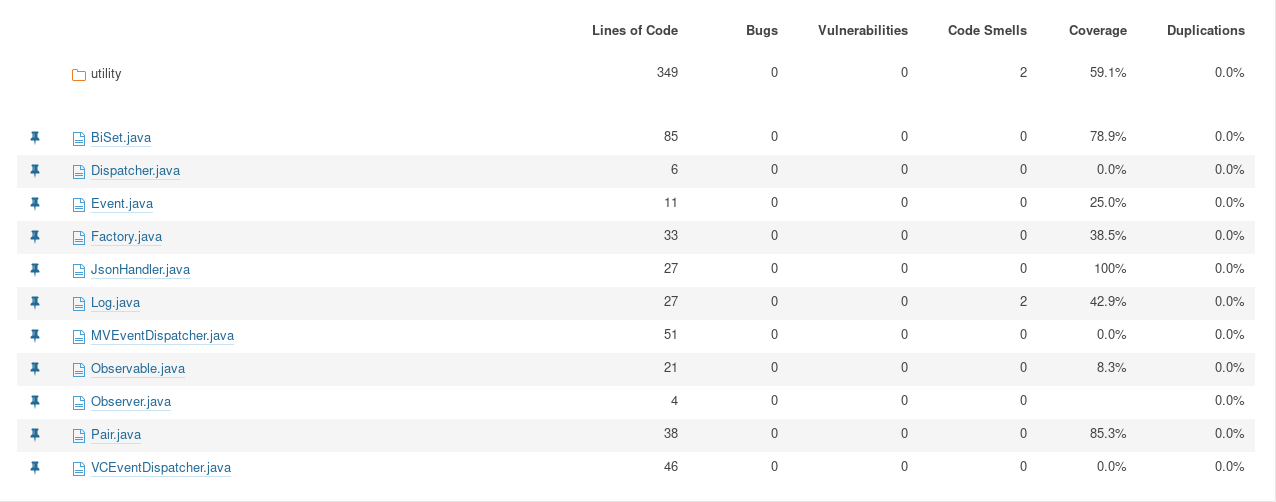 Lines of Code Bugs Vulnerabilities Code Smells Coverage Duplications
utility 349 0 0 2 59.1% 0.0%
BiSet.java 85 0 0 0 78.9% 0.0%
Dispatcher.java 6 0 0 0 0.0% 0.0%
Event.java 11 0 0 0 25.0% 0.0%
Factory.java 33 0 0 0 38.5% 0.0%
JsonHandler.java 27 0 0 0 100% 0.0%
Log.java 27 0 0 2 42.9% 0.0%
MVEventDispatcher.java 51 0 0 0 0.0% 0.0%
Observable.java 21 0 0 0 8.3% 0.0%
Observer.java 4 0 0 0 0.0%
Pair.java 38 0 0 0 85.3% 0.0%
VCEventDispatcher.java 46 0 0 0 0.0% 0.0%